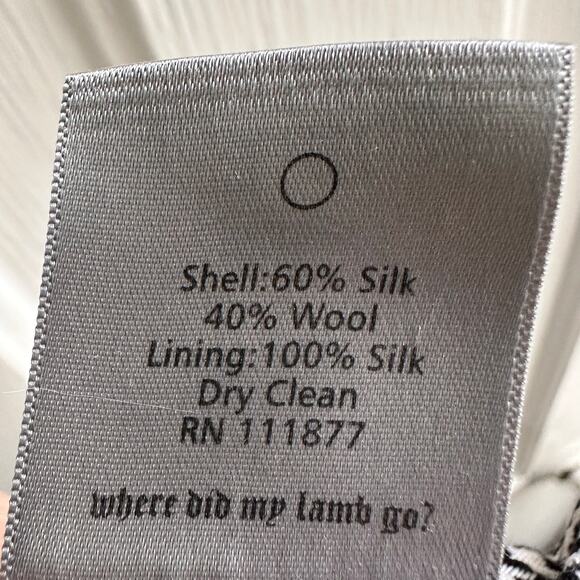 Shell:60% Silk
40% Wool
Lining:100% Silk
Dry Clean
RN 111877
where did my lamb go?